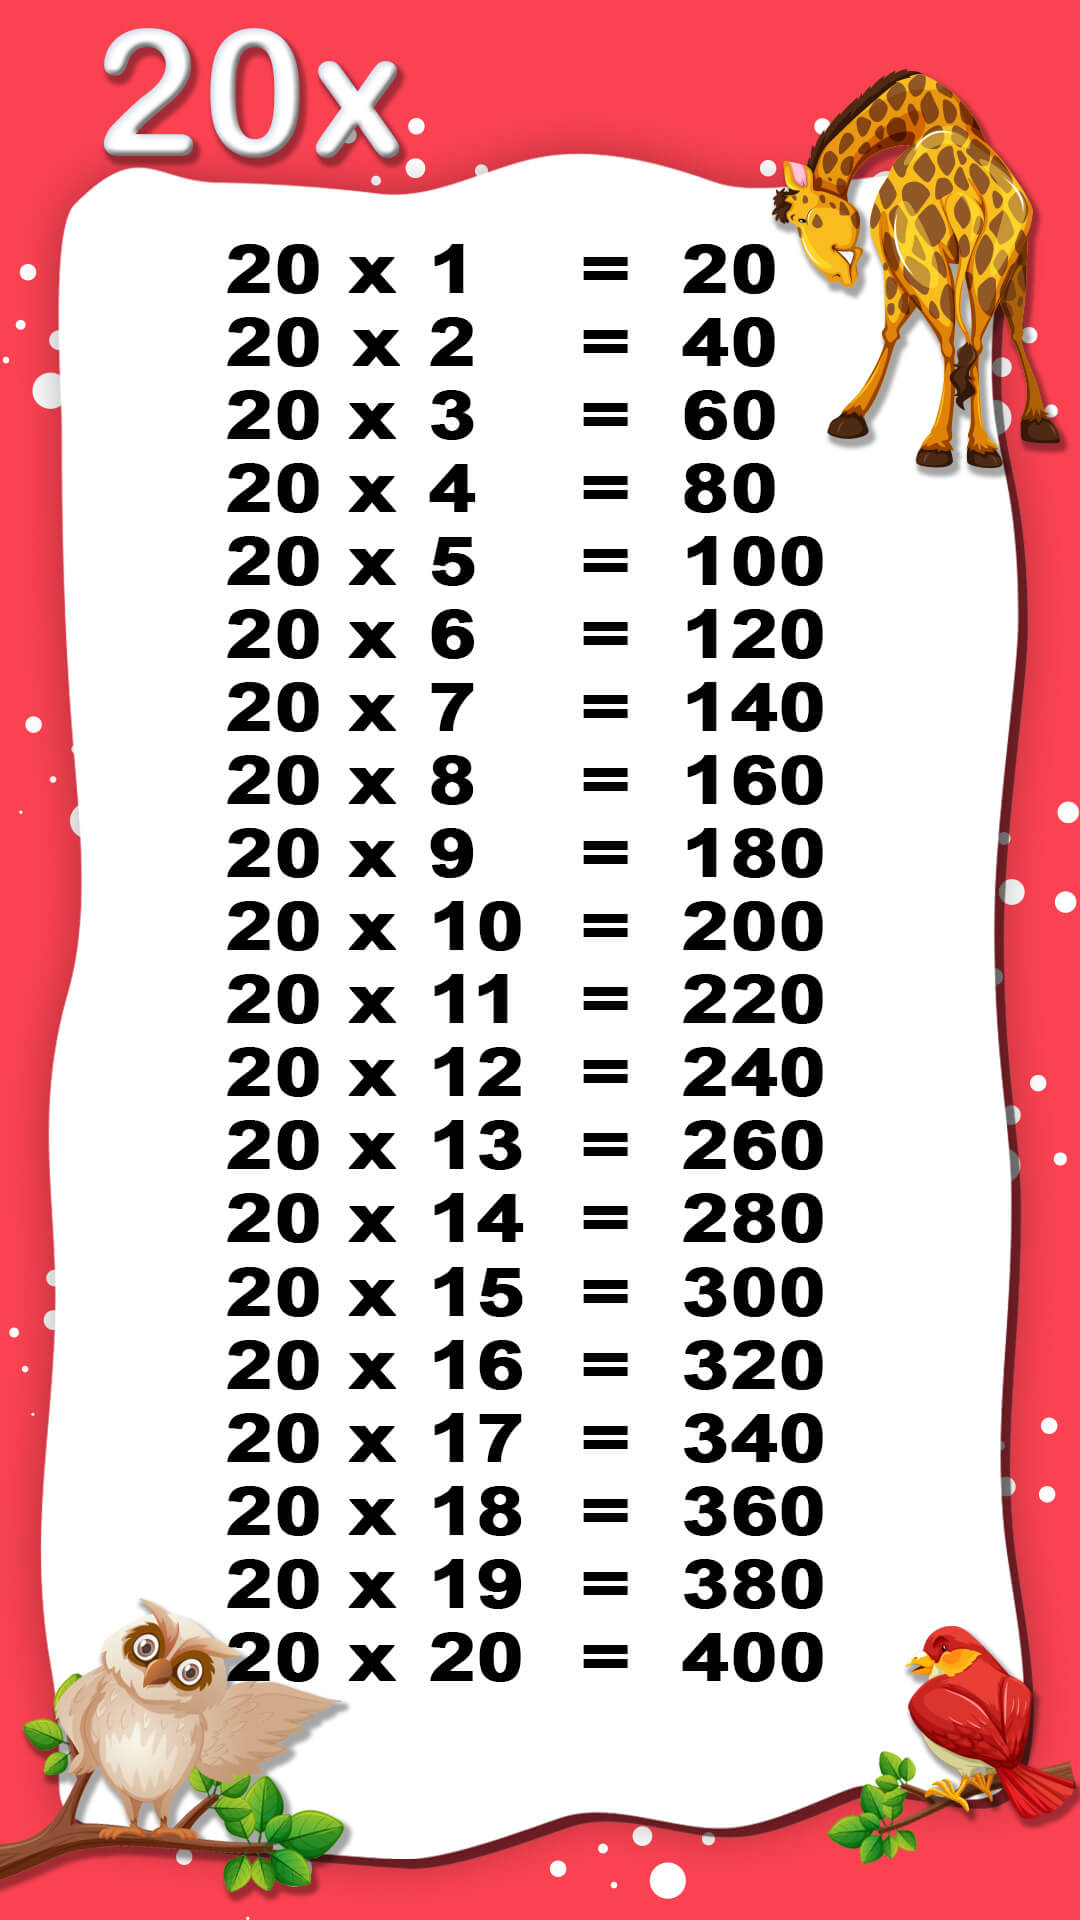 20x
20 x 1 = 20
20 x 2 = 40
20 x 3 = 60
20 x 4 = 80
20 x 5 = 100
20 x 6 = 120
20 x 7 = 140
20 x 8 = 160
20 x 9 = 180
20 x 10 = 200
20 x 11 = 220
20 x 12 = 240
20 x 13 = 260
20 x 14 = 280
20 x 15 = 300
20 x 16 = 320
20 x 17 = 340
20 x 18 = 360
20 x 19 = 380
20 x 20 = 400